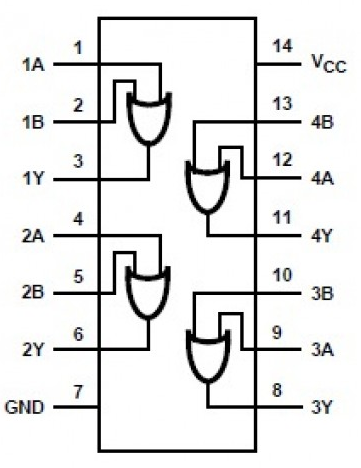 1A 1 14 VCC
1B 2 13 4B
1Y 3 12 4A
2A 4 11 4Y
2B 5 10 3B
2Y 6 9 3A
GND 7 8 3Y